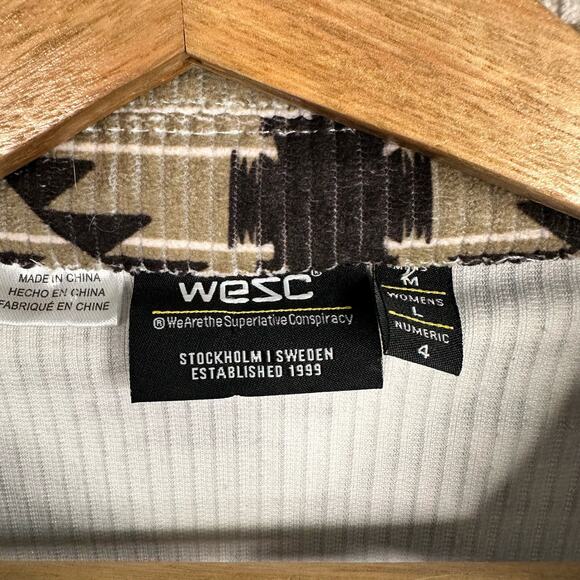 MADE IN CHINA
HECHO EN CHINA
FABRIQUÉ EN CHINE
wesc®
® WeAretheSuperlativeConspiracy
STOCKHOLM | SWEDEN
ESTABLISHED 1999
M
WOMENS
L
NUMERIC
4